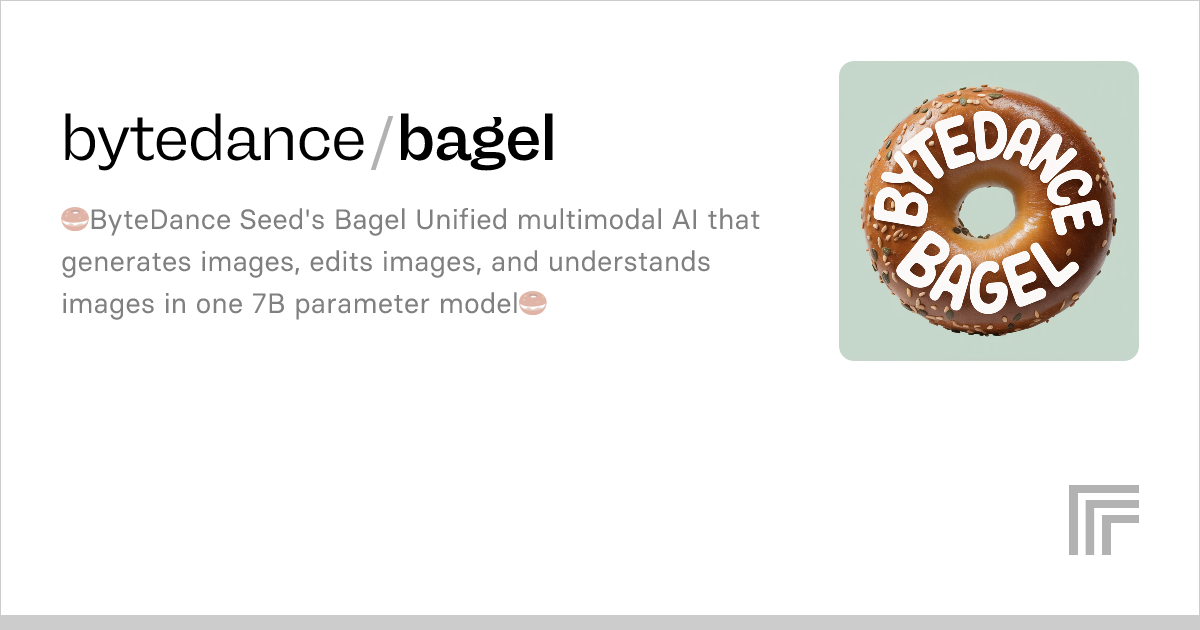 bytedance/bagel
🥯ByteDance Seed's Bagel Unified multimodal AI that
generates images, edits images, and understands
images in one 7B parameter model🥯
BYTEDANCE
BAGEL